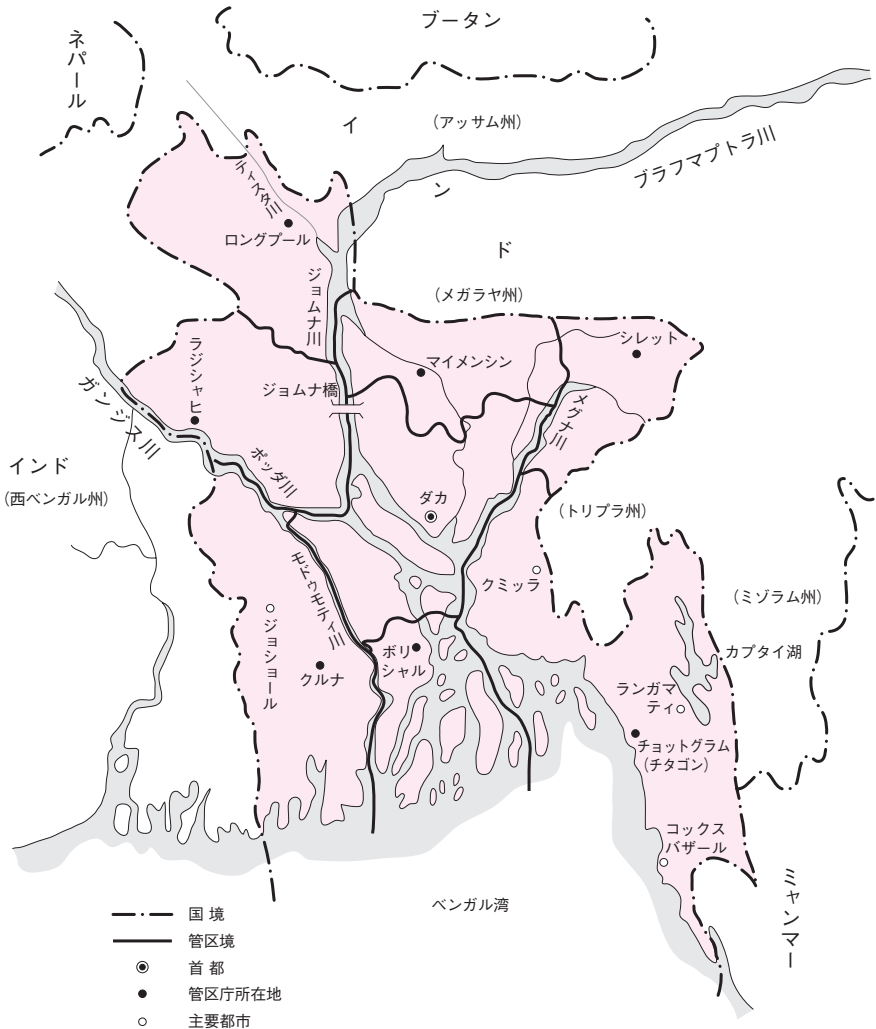 ブータン
ネパール
インド
（アッサム州）
ブラフマプトラ川
ティスタ川
ロングプール
ジョムナ川
（メガラヤ州）
シレット
マイメンシン
ラジシャヒ
ジョムナ橋
ガンジス川
メグナ川
インド
（西ベンガル州）
ポッダ川
ダカ
（トリプラ州）
クミッラ
モドゥモティ川
（ミゾラム州）
ジョショール
ボリ
シャル
カプタイ湖
クルナ
ランガマ
ティ
チョットグラム
（チタゴン）
コックス
バザール
ミャンマー
ベンガル湾
国 境
管区境
首 都
管区庁所在地
主要都市